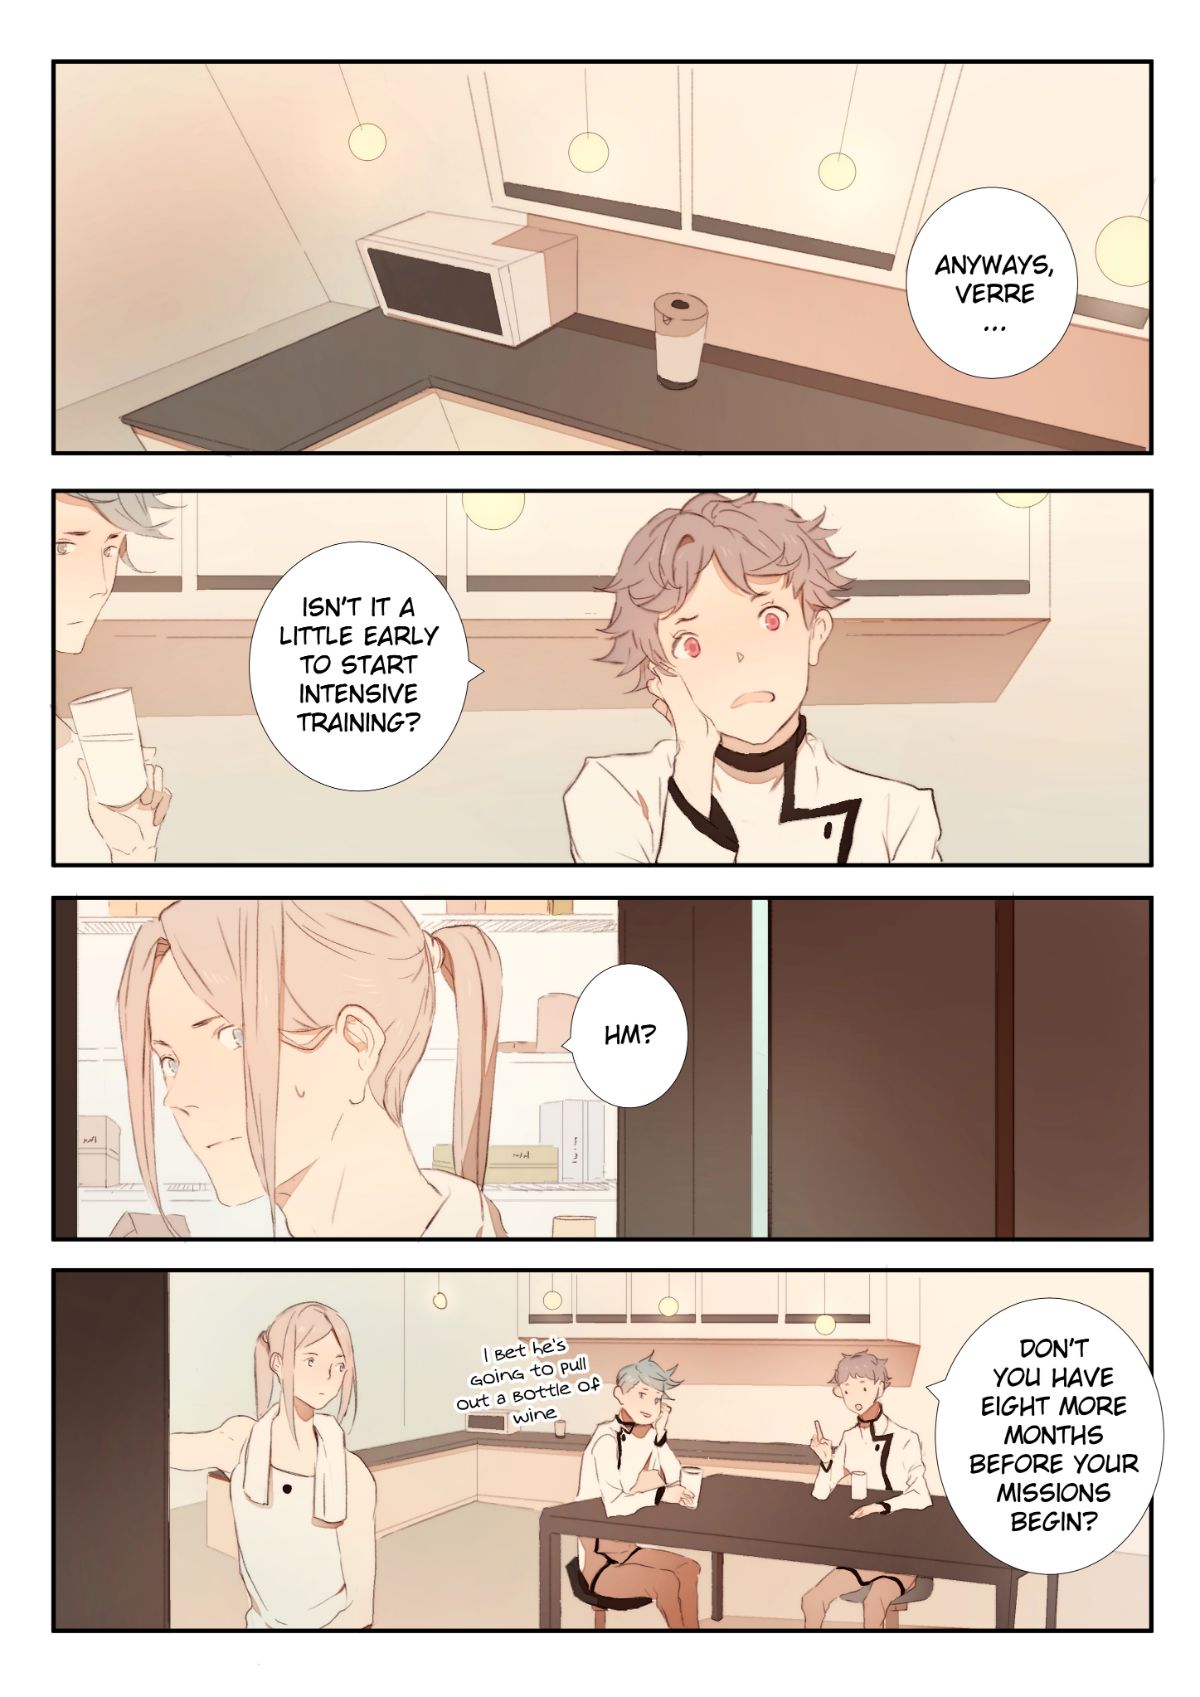 ANYWAYS,
VERRE
...
ISN'T IT A
LITTLE EARLY
TO START
INTENSIVE
TRAINING?
HM?
I BET HE'S
GOING TO PULL
OUT A BOTTLE OF
WINE
DON'T
YOU HAVE
EIGHT MORE
MONTHS
BEFORE YOUR
MISSIONS
BEGIN?